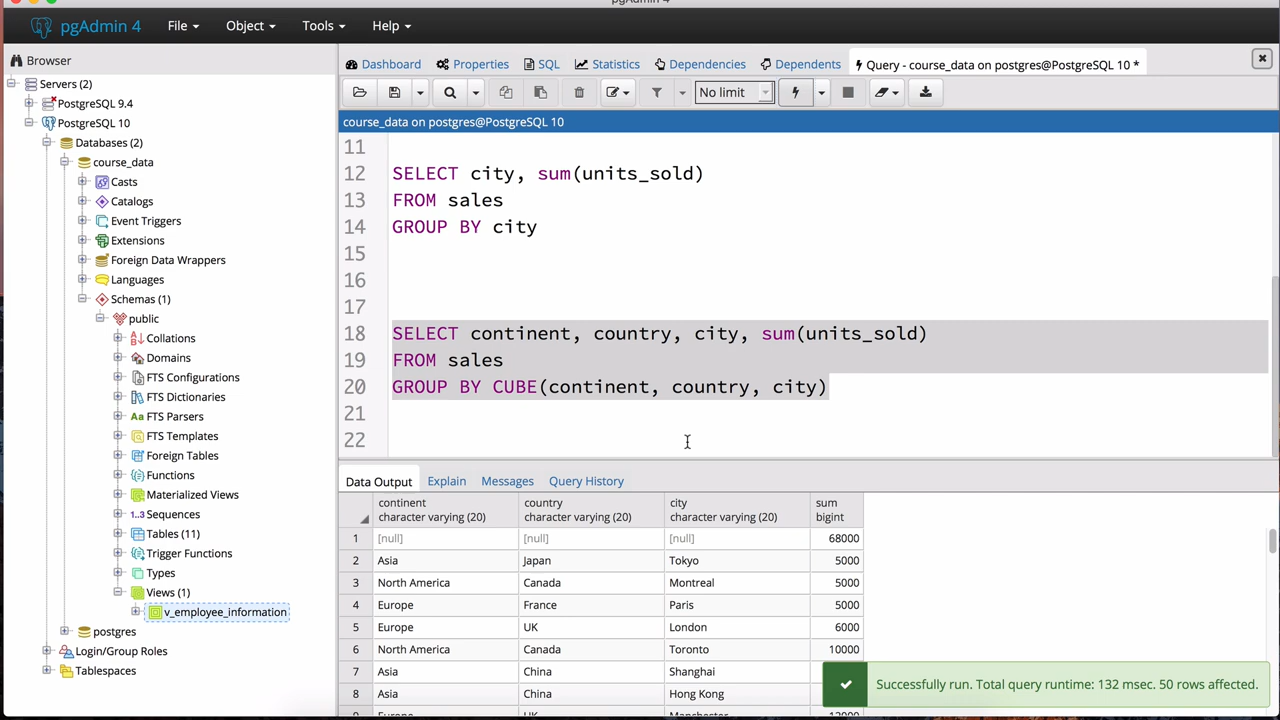 pgAdmin 4
pgAdmin 4 File Object Tools Help
Browser
Servers (2)
PostgreSQL 9.4
PostgreSQL 10
Databases (2)
course_data
Casts
Catalogs
Event Triggers
Extensions
Foreign Data Wrappers
Languages
Schemas (1)
public
Collations
Domains
FTS Configurations
FTS Dictionaries
FTS Parsers
FTS Templates
Foreign Tables
Functions
Materialized Views
Sequences
Tables (11)
Trigger Functions
Types
Views (1)
v_employee_information
postgres
Login/Group Roles
Tablespaces
Dashboard Properties SQL Statistics Dependencies Dependents Query - course_data on postgres@PostgreSQL 10 *
No limit
course_data on postgres@PostgreSQL 10
11
12 SELECT city, sum(units_sold)
13 FROM sales
14 GROUP BY city
15
16
17
18 SELECT continent, country, city, sum(units_sold)
19 FROM sales
20 GROUP BY CUBE(continent, country, city)
21
22
Data Output Explain Messages Query History
continent country city sum
character varying (20) character varying (20) character varying (20) bigint
1 [null] [null] [null] 68000
2 Asia Japan Tokyo 5000
3 North America Canada Montreal 5000
4 Europe France Paris 5000
5 Europe UK London 6000
6 North America Canada Toronto 10000
7 Asia China Shanghai
8 Asia China Hong Kong
9 Europe UK Manchester 12000
Successfully run. Total query runtime: 132 msec. 50 rows affected.